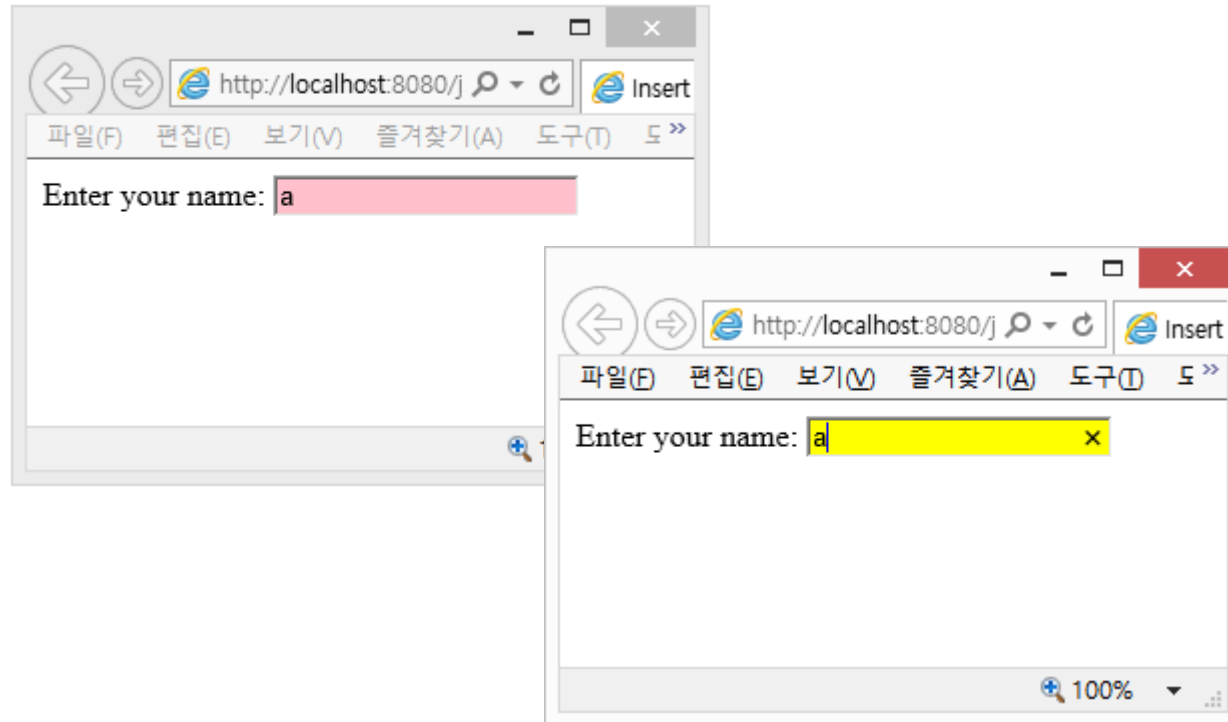 http://localhost:8080/j
Insert
파일(F) 편집(E) 보기(V) 즐겨찾기(A) 도구(T) »
Enter your name: a
http://localhost:8080/j
Insert
파일(F) 편집(E) 보기(V) 즐겨찾기(A) 도구(T) »
Enter your name: a
100%